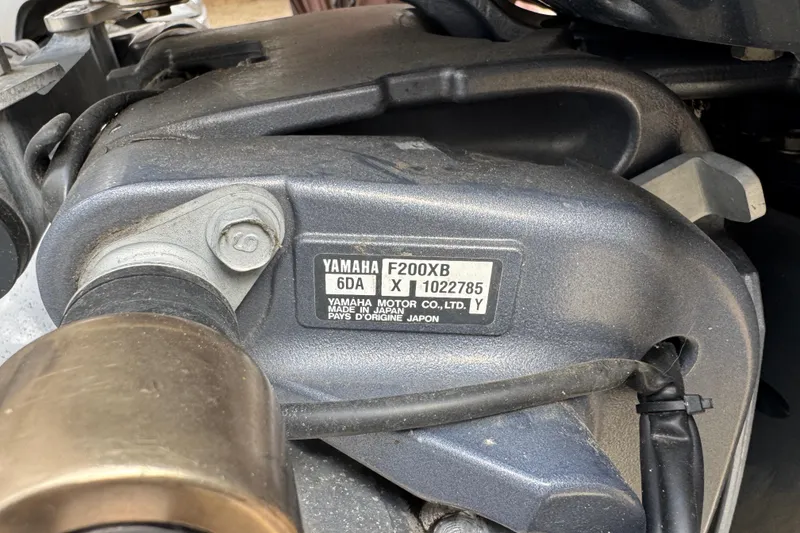 YAMAHA F200XB
6DA X 1022785
YAMAHA MOTOR CO., LTD. Y
MADE IN JAPAN
PAYS D'ORIGINE JAPON